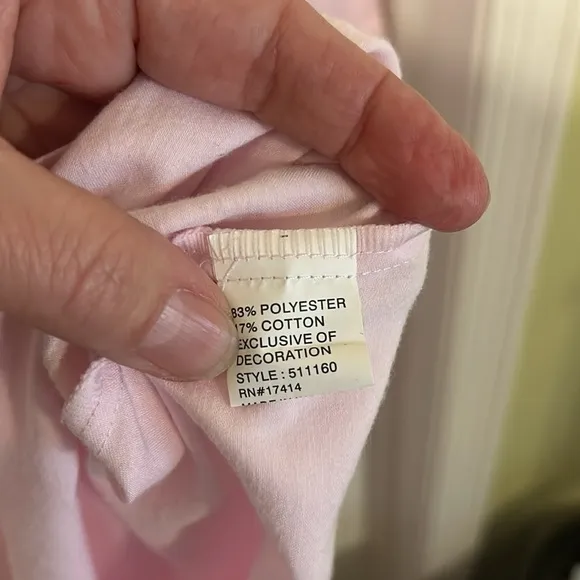 83% POLYESTER
17% COTTON
EXCLUSIVE OF
DECORATION
STYLE : 511160
RN#17414